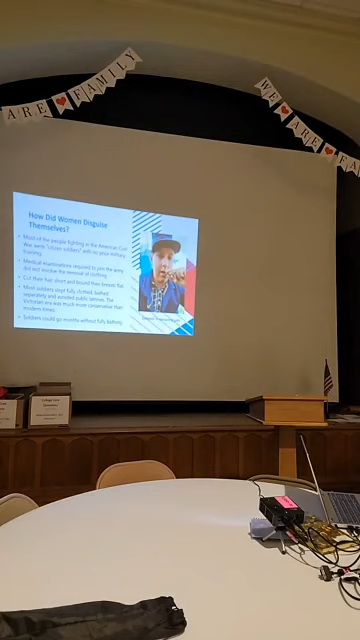 ARE ♥ FAMILY
WE ♥ ARE ♥ FA
How Did Women Disguise
Themselves?
• Most of the people fighting in the American Civil
War were "citizen soldiers" with no prior military
training.
• Medical examinations required to join the army
did not involve the removal of clothing.
• Cut their hair short and bound their breasts flat
• Most soldiers slept fully clothed, bathed
separately and avoided public latrines. The
Victorian era was much more conservative than
modern times.
• Soldiers could go months without fully bathing.